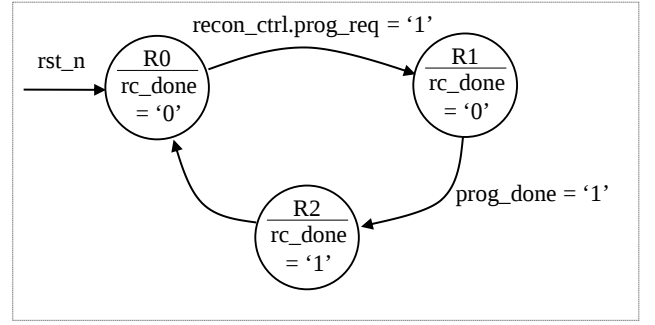 recon_ctrl.prog_req = ‘1’
rst_n
R0
rc_done
= ‘0’
R1
rc_done
= ‘0’
prog_done = ‘1’
R2
rc_done
= ‘1’